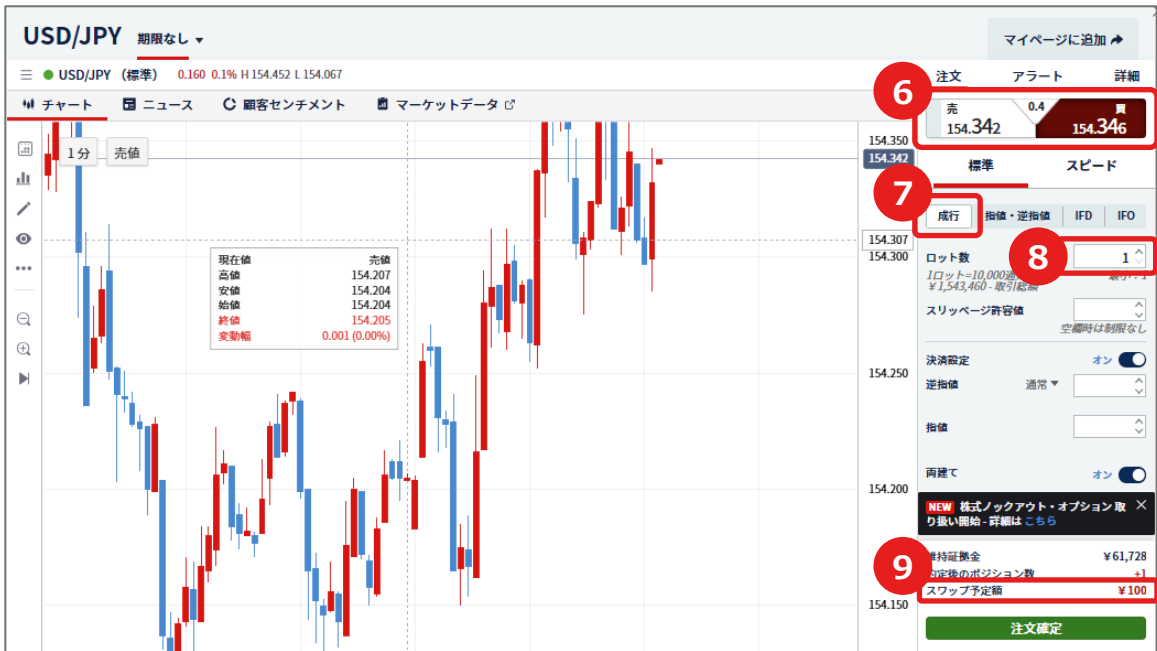 USD/JPY 期限なし ▼
マイページに追加
USD/JPY （標準） 0.160 0.1% H 154.452 L 154.067
チャート ニュース 顧客センチメント マーケットデータ
1分 売値
現在値 売値
高値 154.207
安値 154.204
始値 154.204
終値 154.205
変動幅 0.001 (0.00%)
154.350
154.342
154.307
154.300
154.250
154.200
154.150
注文 アラート 詳細
6
売 0.4 買
154.342 154.346
標準 スピード
7
成行 指値・逆指値 IFD IFO
8
ロット数 1
1ロット=10,000
￥1,543,460 - 取引総額
スリッページ許容値
空欄時は制限なし
決済設定 オン
逆指値 通常 ▼
指値
両建て オン
NEW 株式ノックアウト・オプション 取
り扱い開始 - 詳細は こちら
9
維持証拠金 ￥61,728
約定後のポジション数 +1
スワップ予定額 ￥100
注文確定